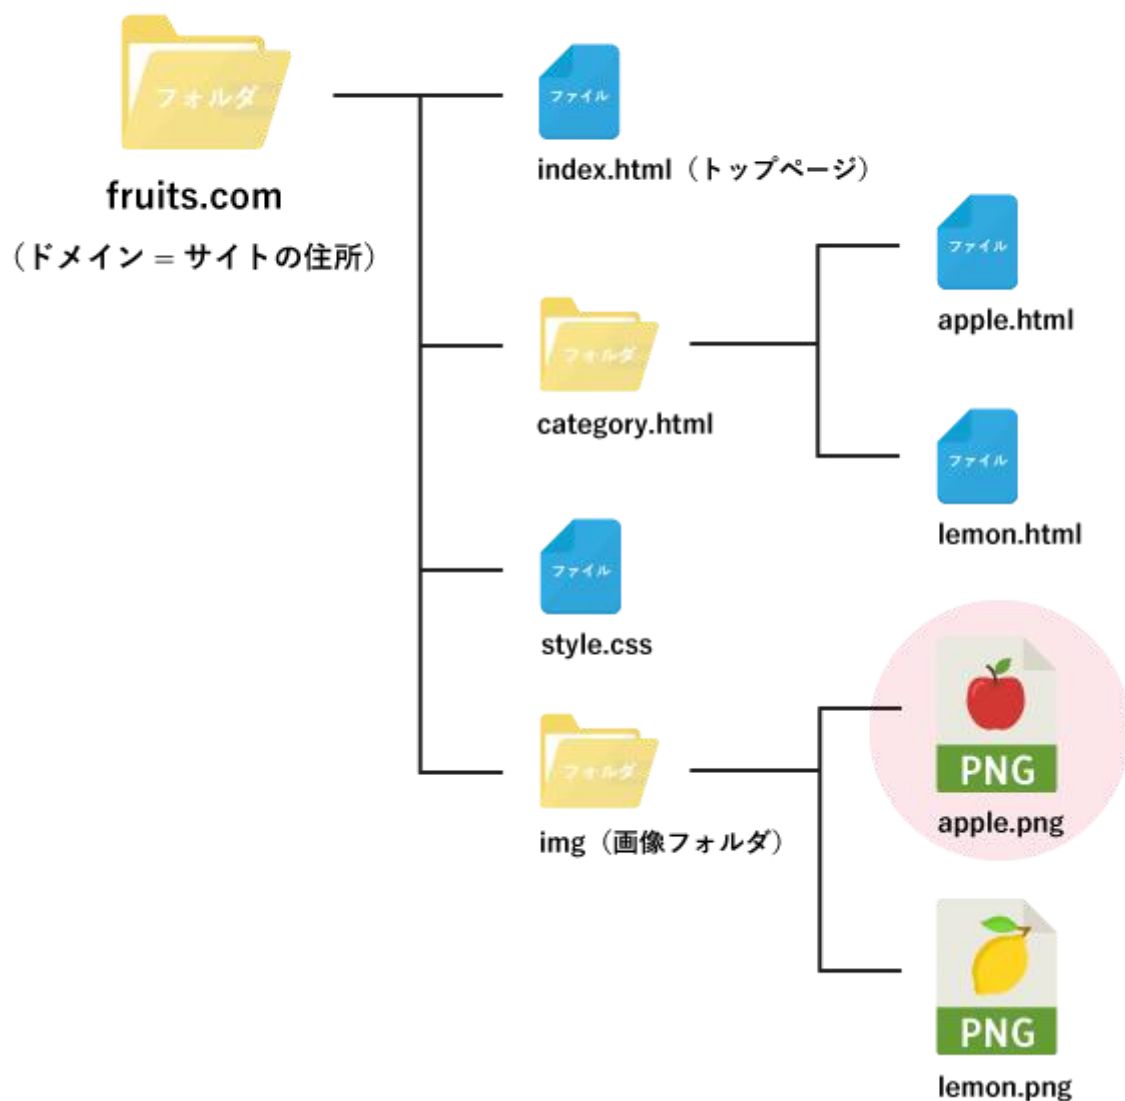 フォルダ
fruits.com
（ドメイン = サイトの住所）
ファイル
index.html（トップページ）
フォルダ
category.html
ファイル
apple.html
ファイル
lemon.html
ファイル
style.css
フォルダ
img（画像フォルダ）
PNG
apple.png
PNG
lemon.png